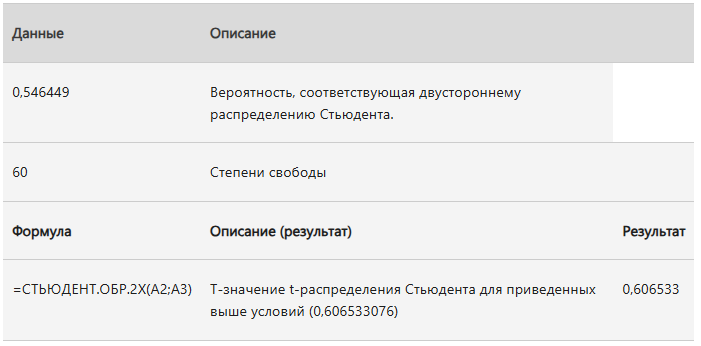 Данные Описание
0,546449 Вероятность, соответствующая двустороннему
распределению Стьюдента.
60 Степени свободы
Формула Описание (результат) Результат
=СТЬЮДЕНТ.ОБР.2Х(A2;A3) Т-значение t-распределения Стьюдента для приведенных 0,606533
выше условий (0,606533076)